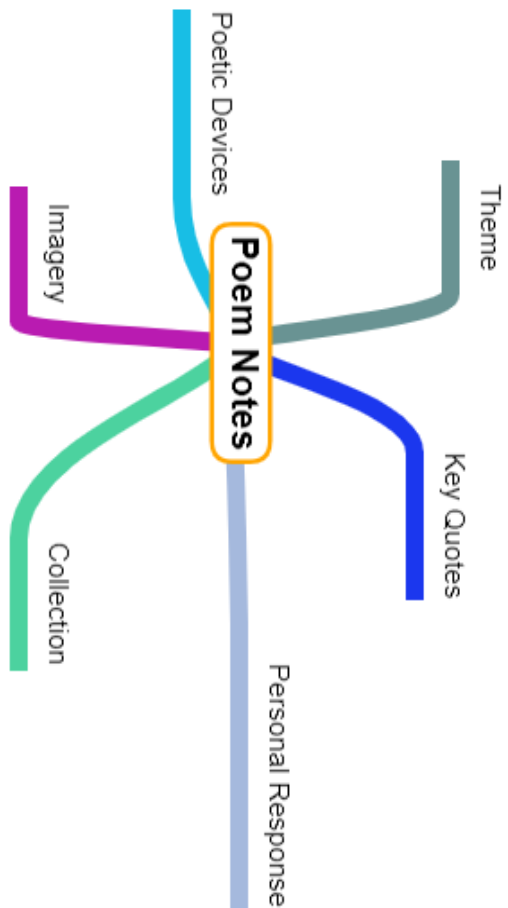 Poem Notes
Theme
Key Quotes
Personal Response
Collection
Imagery
Poetic Devices